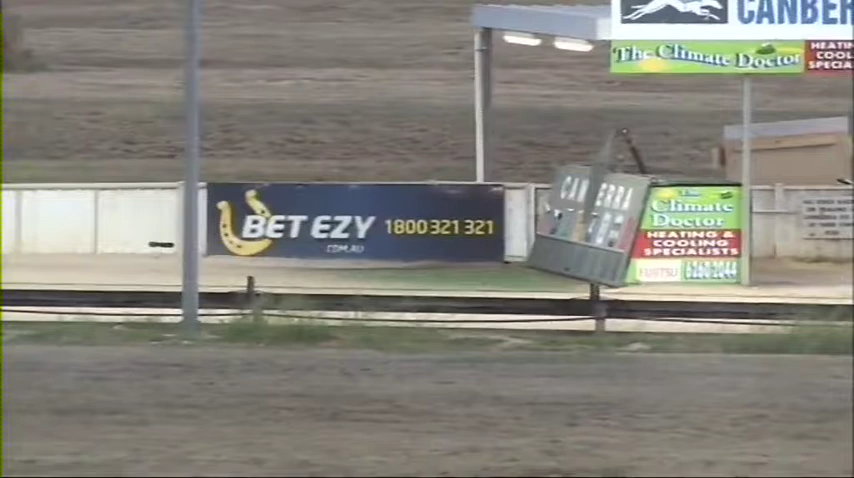 CANBER
The Climate Doctor
HEATING
COOL
SPECIAL
CAN ERRA
BET EZY
.COM.AU
1800 321 321
The
Climate
Doctor
HEATING &
COOLING
SPECIALISTS
FUJITSU